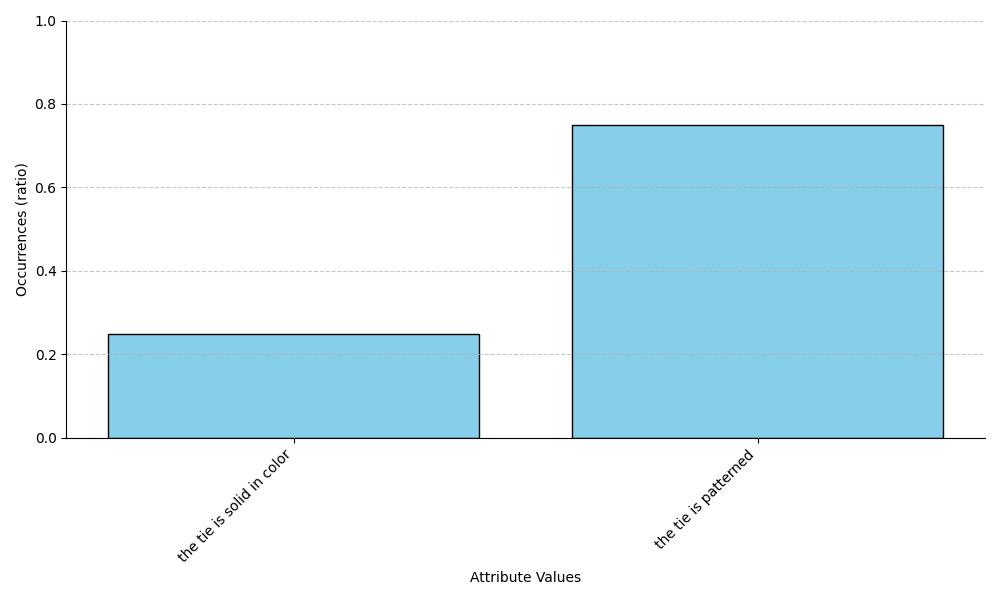 1.0
0.8
0.6
0.4
0.2
0.0
Occurrences (ratio)
the tie is solid in color
the tie is patterned
Attribute Values